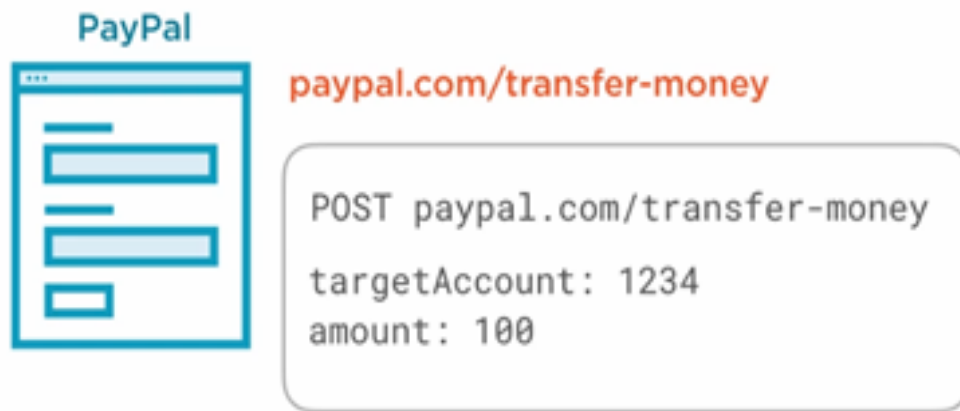 PayPal
paypal.com/transfer-money
POST paypal.com/transfer-money
targetAccount: 1234
amount: 100